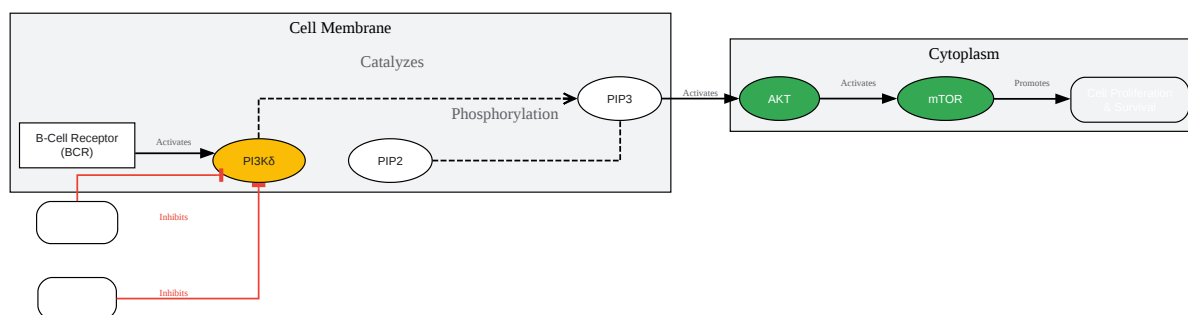 Cell Membrane
Cytoplasm
Catalyzes
Phosphorylation
B-Cell Receptor
(BCR)
Activates
PI3Kδ
PIP2
PIP3
Activates
AKT
Activates
mTOR
Promotes
Cell Proliferation
& Survival
Inhibits
Inhibits